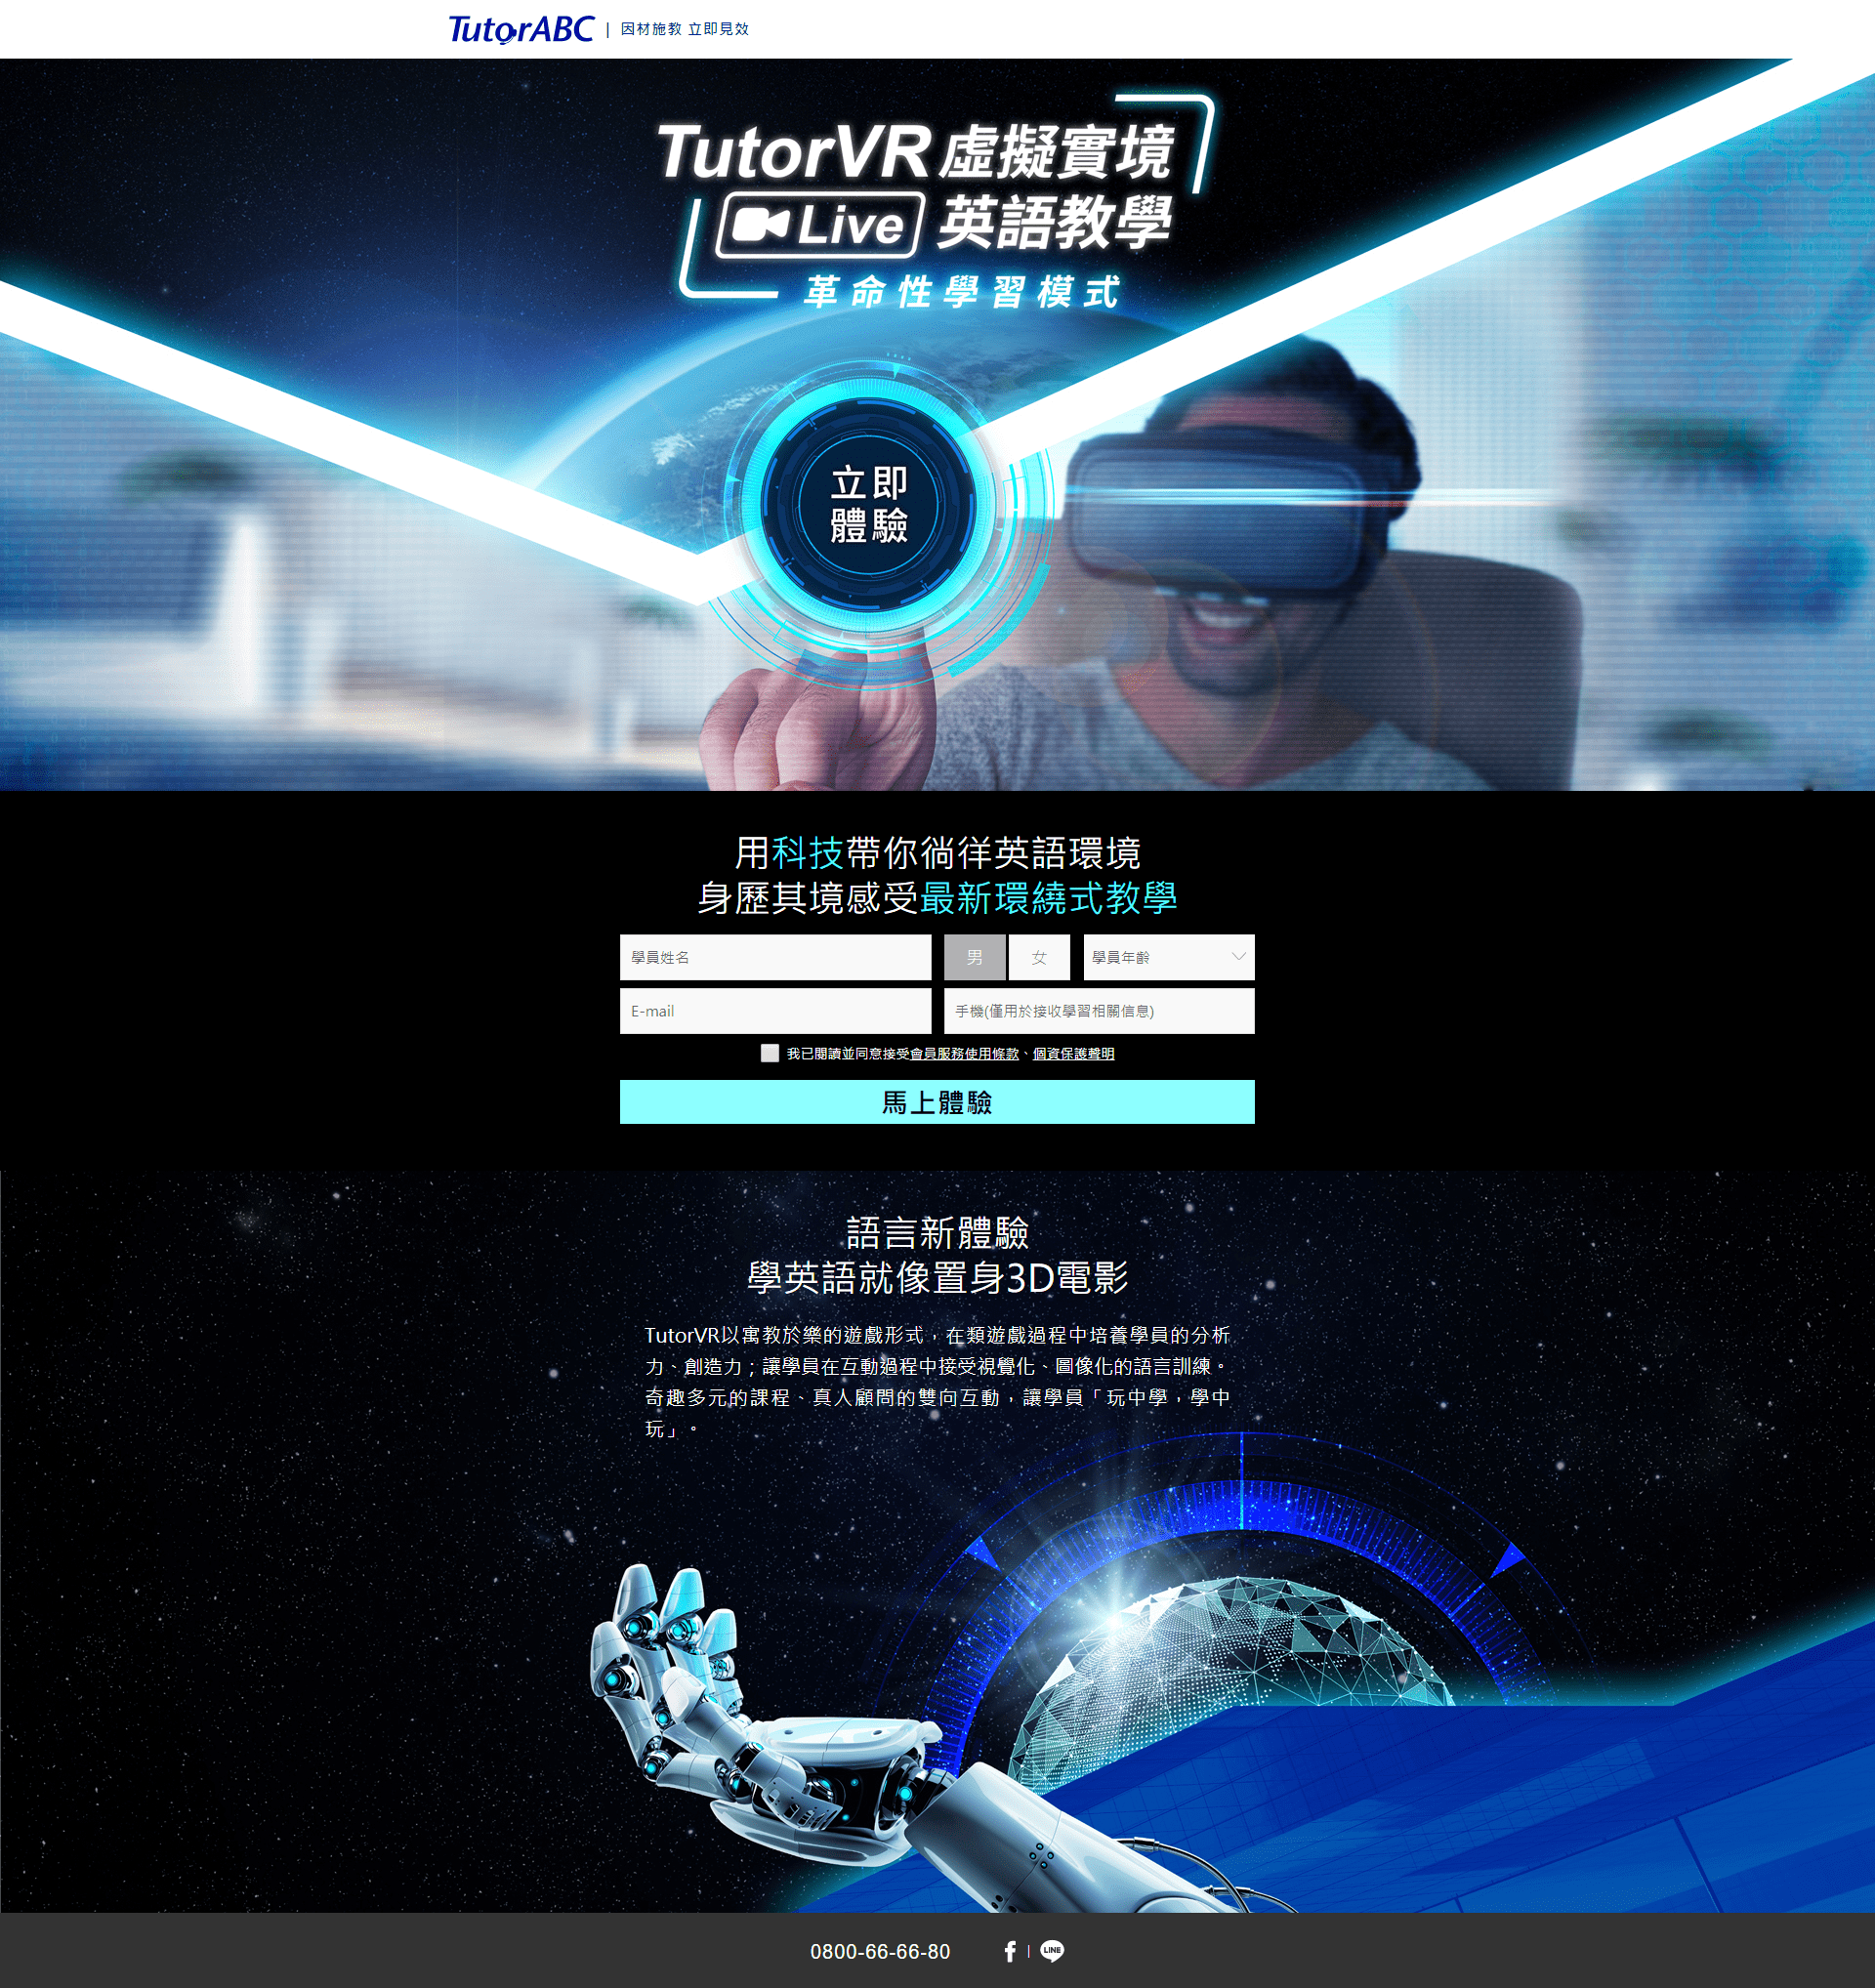 TutorABC | 因材施教 立即見效
TutorVR 虛擬實境
Live 英語教學
革命性學習模式
立即
體驗
用科技帶你徜徉英語環境
身歷其境感受最新環繞式教學
學員姓名 男 女 學員年齡
E-mail 手機(僅用於接收學習相關信息)
我已閱讀並同意接受會員服務使用條款、個資保護聲明
馬上體驗
語言新體驗
學英語就像置身3D電影
TutorVR以寓教於樂的遊戲形式，在類遊戲過程中培養學員的分析
力、創造力；讓學員在互動過程中接受視覺化、圖像化的語言訓練。
奇趣多元的課程、真人顧問的雙向互動，讓學員「玩中學，學中
玩」。
0800-66-66-80 f | LINE